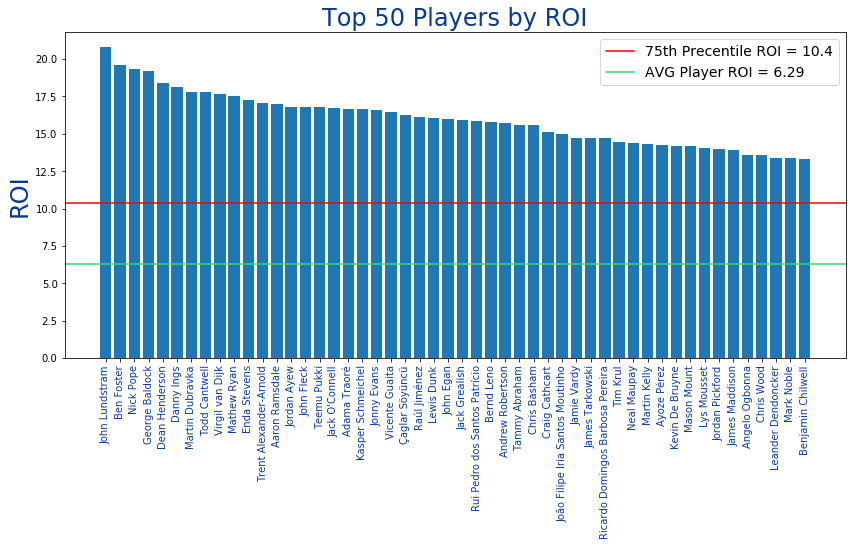 Top 50 Players by ROI
75th Precentile ROI = 10.4
AVG Player ROI = 6.29
ROI
20.0
17.5
15.0
12.5
10.0
7.5
5.0
2.5
0.0
John Lundstram
Ben Foster
Nick Pope
George Baldock
Dean Henderson
Danny Ings
Martin Dubravka
Todd Cantwell
Virgil van Dijk
Mathew Ryan
Enda Stevens
Trent Alexander-Arnold
Aaron Ramsdale
Jordan Ayew
John Fleck
Teemu Pukki
Jack O'Connell
Adama Traoré
Kasper Schmeichel
Jonny Evans
Vicente Guaita
Çaglar Söyüncü
Raúl Jiménez
Lewis Dunk
John Egan
Jack Grealish
Rui Pedro dos Santos Patrício
Bernd Leno
Andrew Robertson
Tammy Abraham
Chris Basham
Craig Cathcart
João Filipe Iria Santos Moutinho
Jamie Vardy
James Tarkowski
Ricardo Domingos Barbosa Pereira
Tim Krul
Neal Maupay
Martin Kelly
Ayoze Pérez
Kevin De Bruyne
Mason Mount
Lys Mousset
Jordan Pickford
James Maddison
Angelo Ogbonna
Chris Wood
Leander Dendoncker
Mark Noble
Benjamin Chilwell